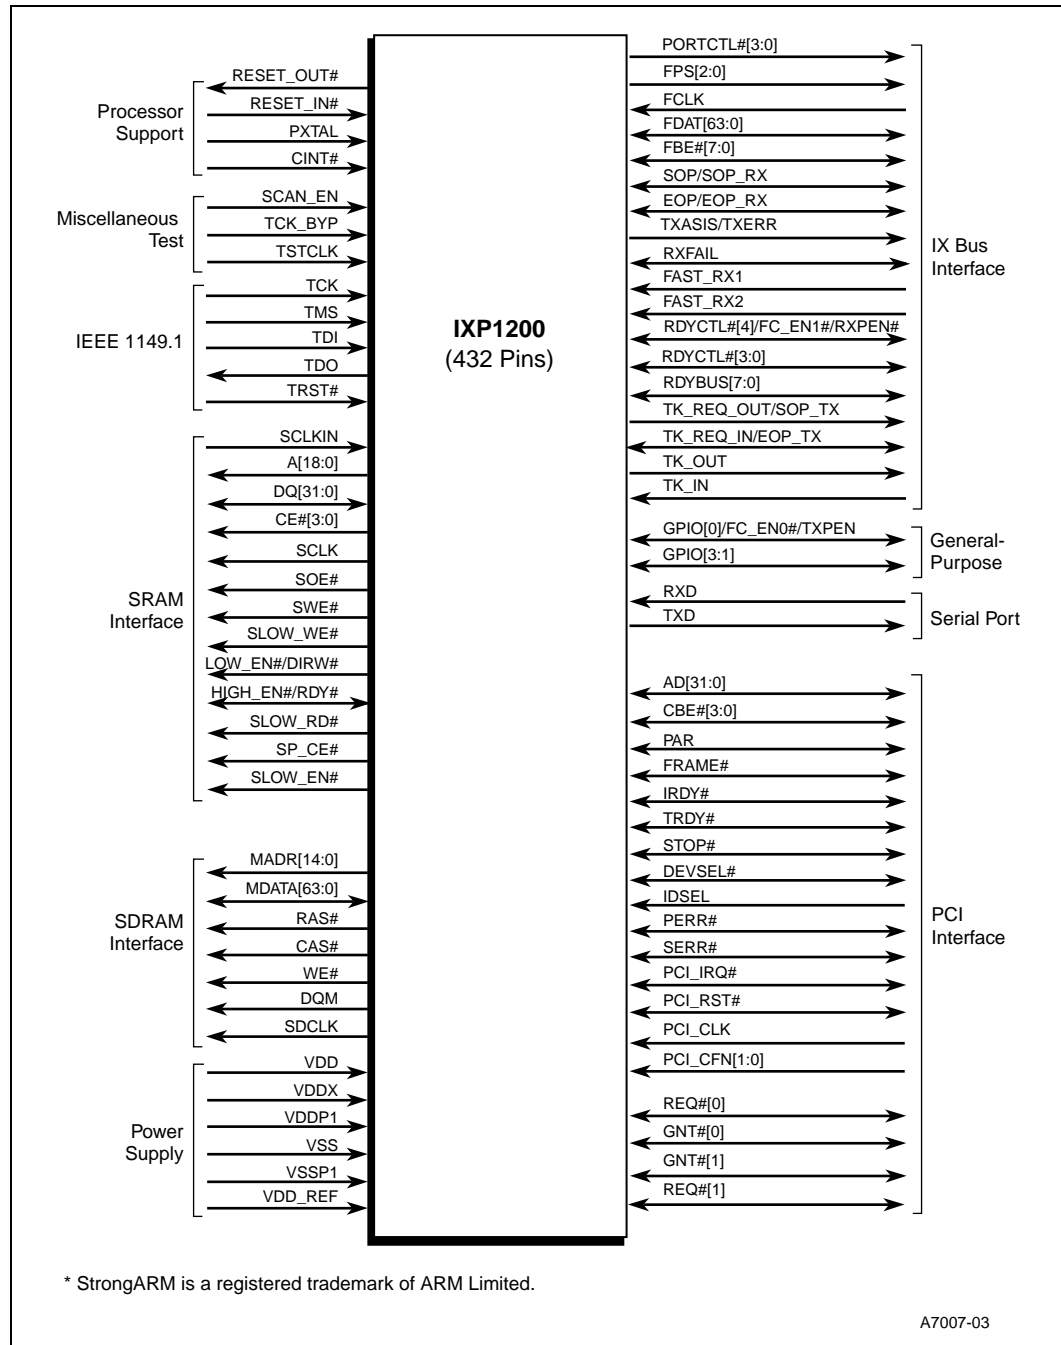 RESET_OUT#
RESET_IN#
PXTAL
CINT#
Processor
Support
SCAN_EN
TCK_BYP
TSTCLK
Miscellaneous
Test
TCK
TMS
TDI
TDO
TRST#
IEEE 1149.1
SCLKIN
A[18:0]
DQ[31:0]
CE#[3:0]
SCLK
SOE#
SWE#
SLOW_WE#
LOW_EN#/DIRW#
HIGH_EN#/RDY#
SLOW_RD#
SP_CE#
SLOW_EN#
SRAM
Interface
MADR[14:0]
MDATA[63:0]
RAS#
CAS#
WE#
DQM
SDCLK
SDRAM
Interface
VDD
VDDX
VDDP1
VSS
VSSP1
VDD_REF
Power
Supply
IXP1200
(432 Pins)
PORTCTL#[3:0]
FPS[2:0]
FCLK
FDAT[63:0]
FBE#[7:0]
SOP/SOP_RX
EOP/EOP_RX
TXASIS/TXERR
RXFAIL
FAST_RX1
FAST_RX2
RDYCTL#[4]/FC_EN1#/RXPEN#
RDYCTL#[3:0]
RDYBUS[7:0]
TK_REQ_OUT/SOP_TX
TK_REQ_IN/EOP_TX
TK_OUT
TK_IN
IX Bus
Interface
GPIO[0]/FC_EN0#/TXPEN
GPIO[3:1]
General-
Purpose
RXD
TXD
Serial Port
AD[31:0]
CBE#[3:0]
PAR
FRAME#
IRDY#
TRDY#
STOP#
DEVSEL#
IDSEL
PERR#
SERR#
PCI_IRQ#
PCI_RST#
PCI_CLK
PCI_CFN[1:0]
REQ#[0]
GNT#[0]
GNT#[1]
REQ#[1]
PCI
Interface
* StrongARM is a registered trademark of ARM Limited.
A7007-03